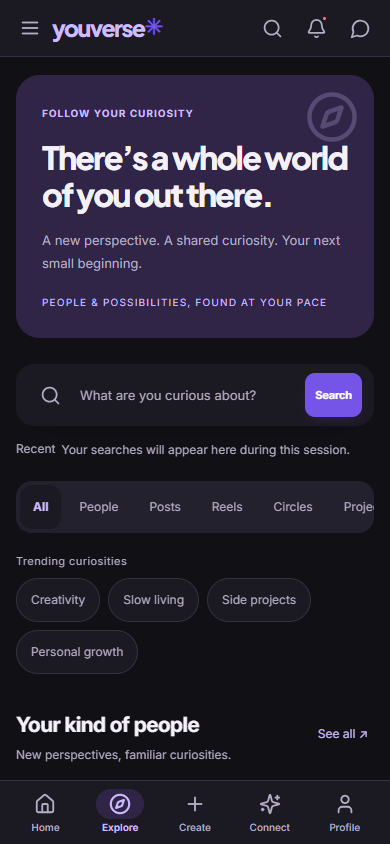 youverse
FOLLOW YOUR CURIOSITY
There’s a whole world
of you out there.
A new perspective. A shared curiosity. Your next
small beginning.
PEOPLE & POSSIBILITIES, FOUND AT YOUR PACE
What are you curious about?
Search
Recent Your searches will appear here during this session.
All People Posts Reels Circles Projec
Trending curiosities
Creativity Slow living Side projects
Personal growth
Your kind of people
See all
New perspectives, familiar curiosities.
Home Explore Create Connect Profile